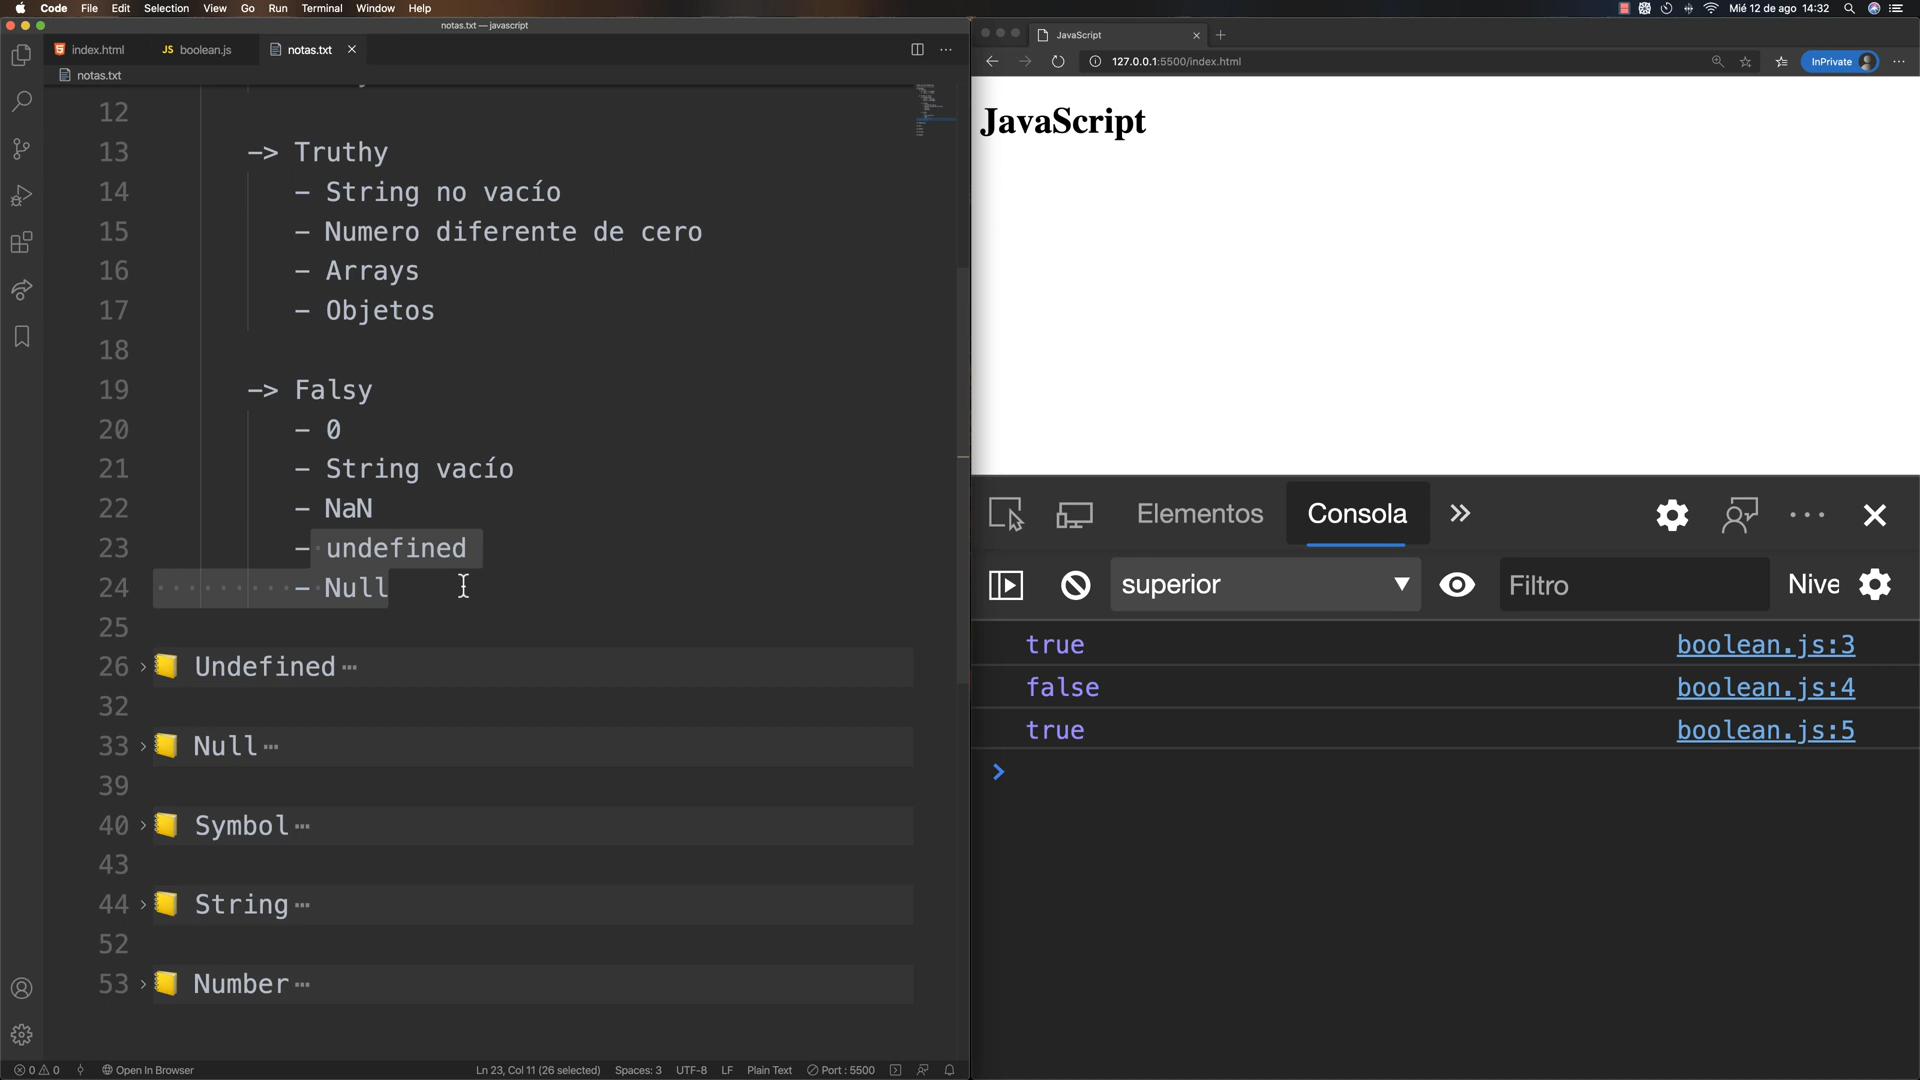 Code File Edit Selection View Go Run Terminal Window Help
Mié 12 de ago 14:32
notas.txt — javascript
index.html
JS boolean.js
notas.txt
notas.txt
12
13 -> Truthy
14 - String no vacío
15 - Numero diferente de cero
16 - Arrays
17 - Objetos
18
19 -> Falsy
20 - 0
21 - String vacío
22 - NaN
23 - undefined
24 - Null
25
26 Undefined
32
33 Null
39
40 Symbol
43
44 String
52
53 Number
0 0 Open In Browser
Ln 23, Col 11 (26 selected) Spaces: 3 UTF-8 LF Plain Text Port : 5500
JavaScript
127.0.0.1:5500/index.html
InPrivate
JavaScript
Elementos Consola
superior Filtro Nive
true boolean.js:3
false boolean.js:4
true boolean.js:5